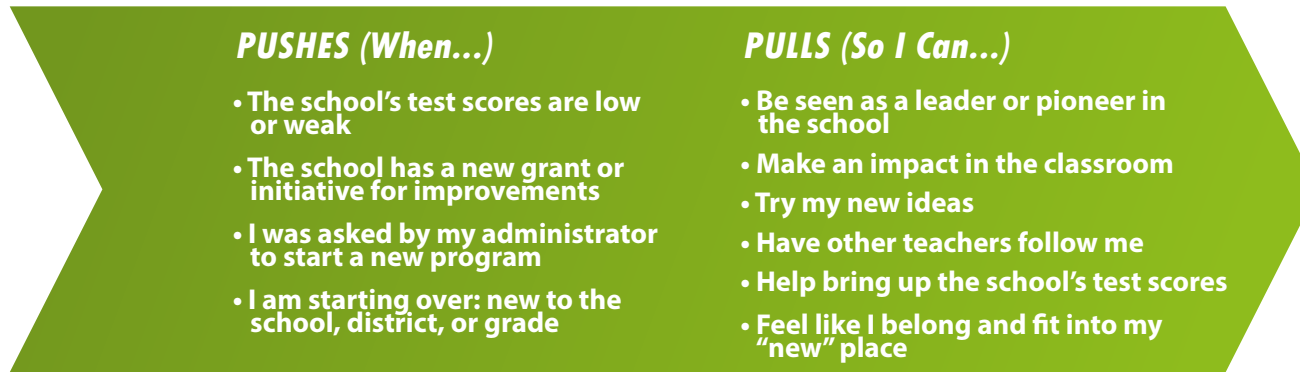 PUSHES (When...)
• The school’s test scores are low
or weak
• The school has a new grant or
initiative for improvements
• I was asked by my administrator
to start a new program
• I am starting over: new to the
school, district, or grade
PULLS (So I Can...)
• Be seen as a leader or pioneer in
the school
• Make an impact in the classroom
• Try my new ideas
• Have other teachers follow me
• Help bring up the school’s test scores
• Feel like I belong and fit into my
“new” place